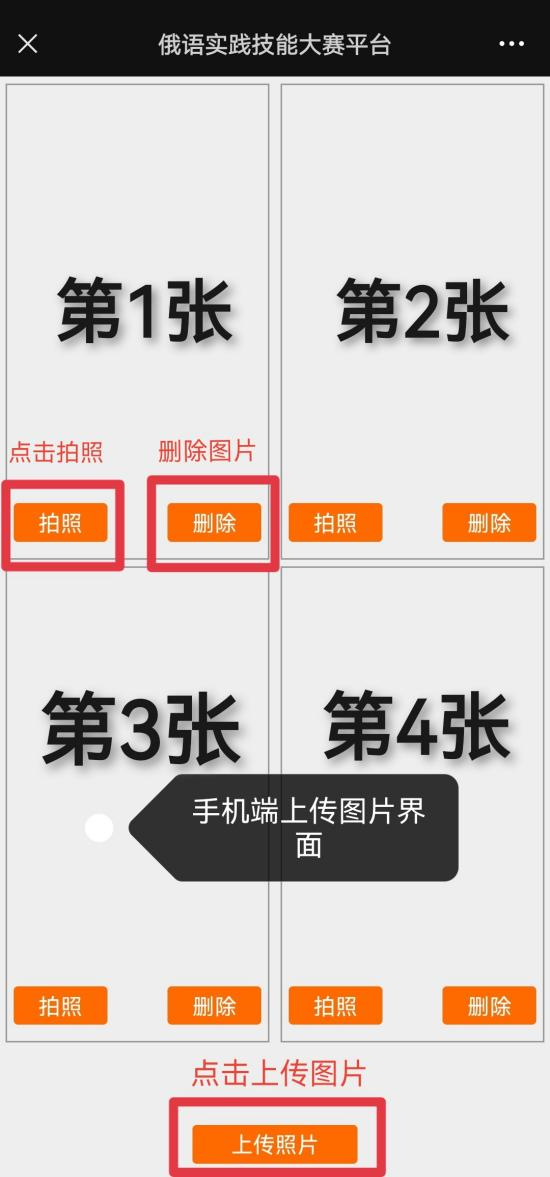 俄语实践技能大赛平台
第1张
第2张
点击拍照
删除图片
拍照
删除
拍照
删除
第3张
第4张
手机端上传图片界
面
拍照
删除
拍照
删除
点击上传图片
上传照片